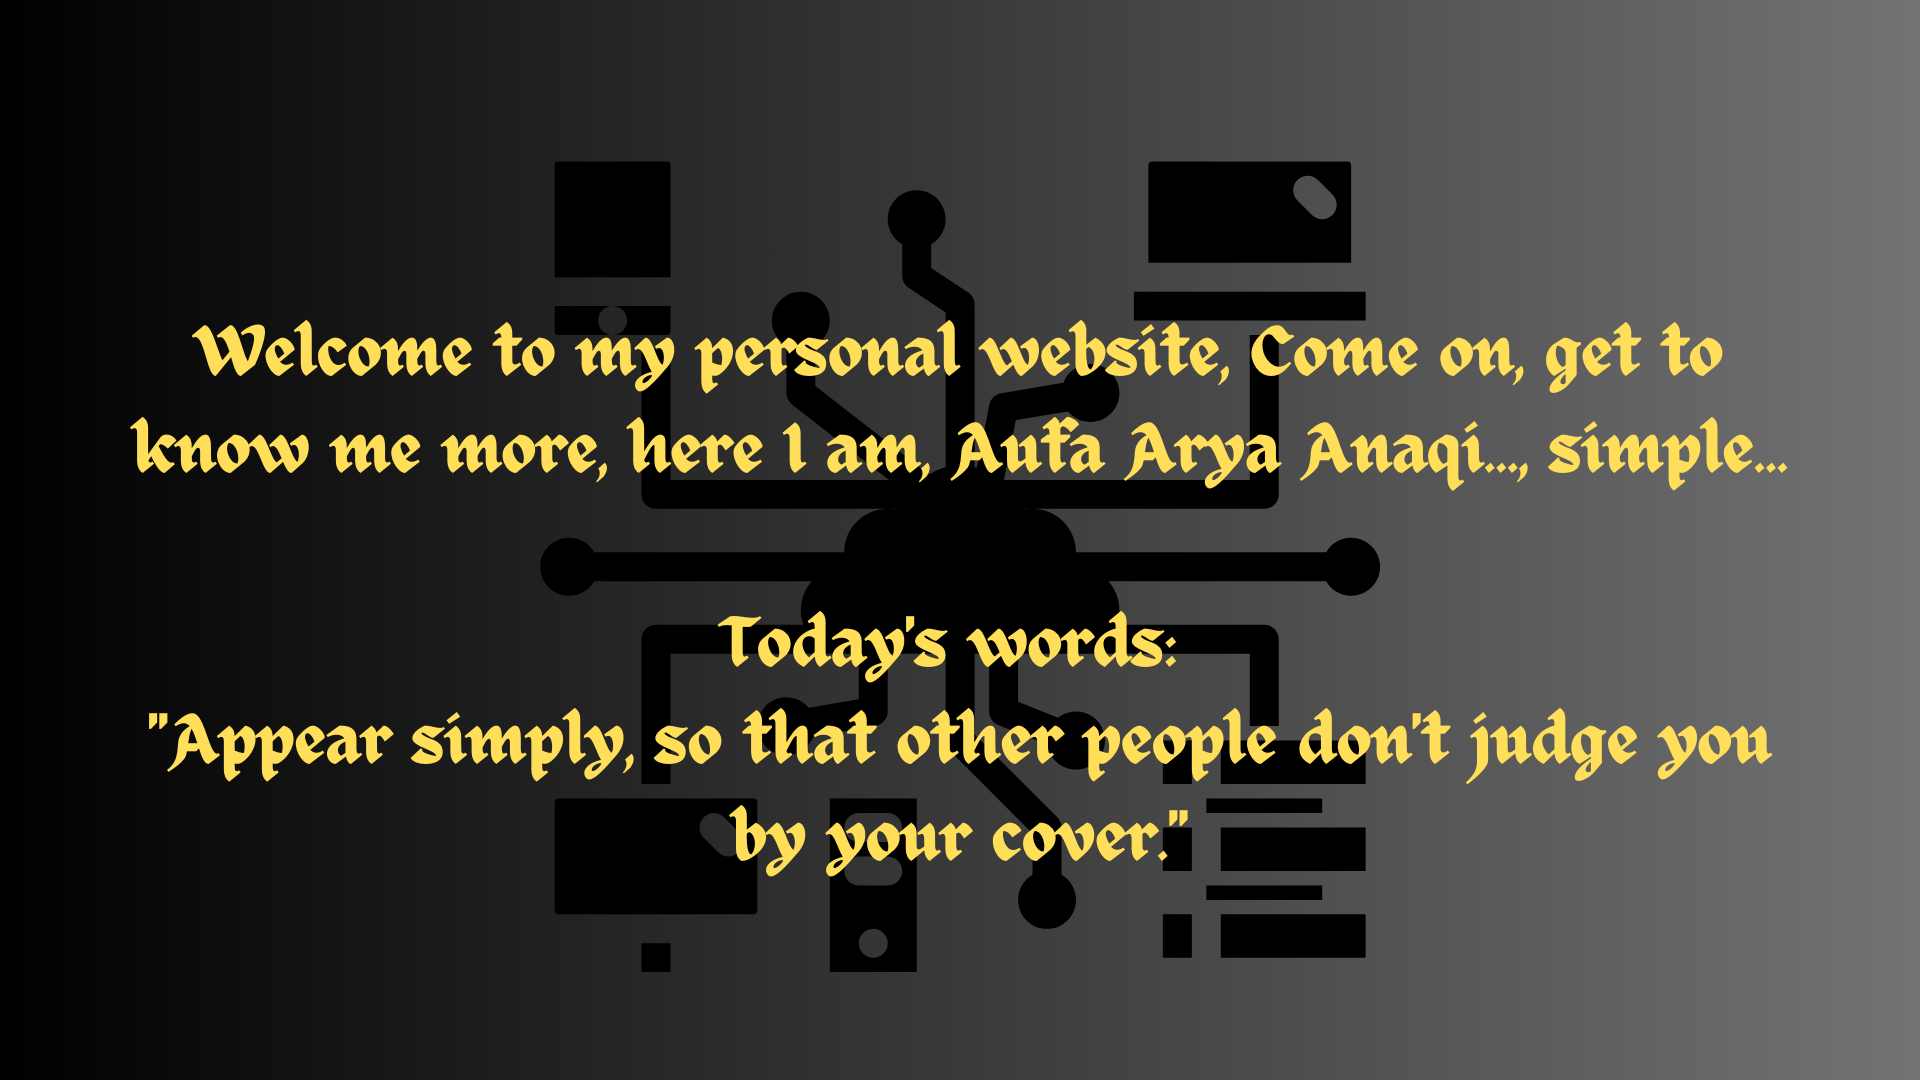 Welcome to my personal website, Come on, get to
know me more, here I am, Aufa Arya Anaqi..., simple...
Today's words:
"Appear simply, so that other people don't judge you
by your cover."